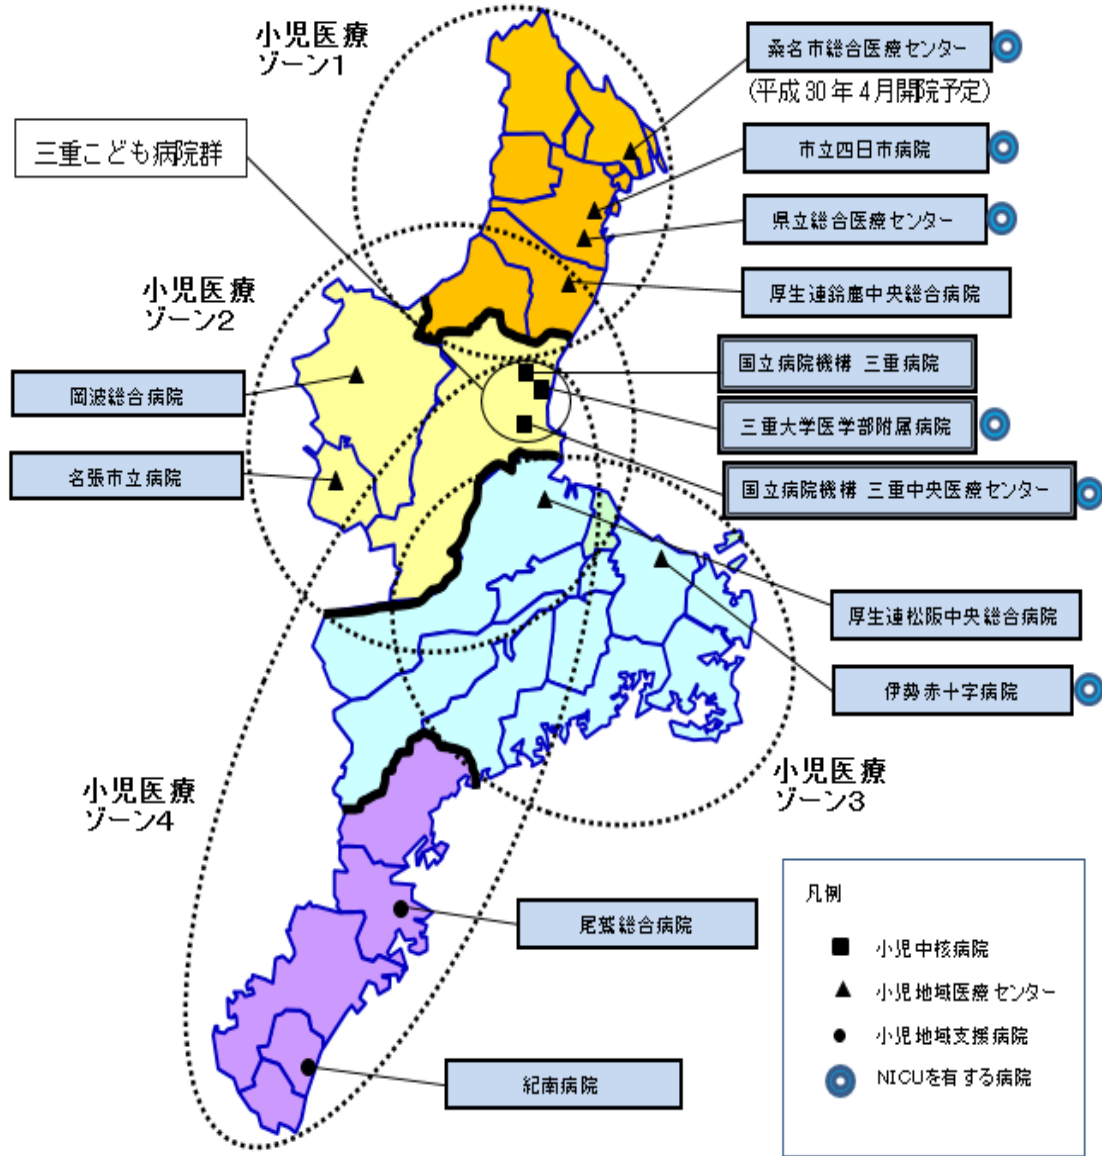 小児医療
ゾーン1
桑名市総合医療センター
(平成30年4月開院予定)
三重こども病院群
市立四日市病院
県立総合医療センター
小児医療
ゾーン2
厚生連鈴鹿中央総合病院
国立病院機構 三重病院
岡波総合病院
三重大学医学部附属病院
名張市立病院
国立病院機構 三重中央医療センター
厚生連松阪中央総合病院
伊勢赤十字病院
小児医療
ゾーン3
小児医療
ゾーン4
尾鷲総合病院
紀南病院
凡例
小児中核病院
小児地域医療センター
小児地域支援病院
NICUを有する病院